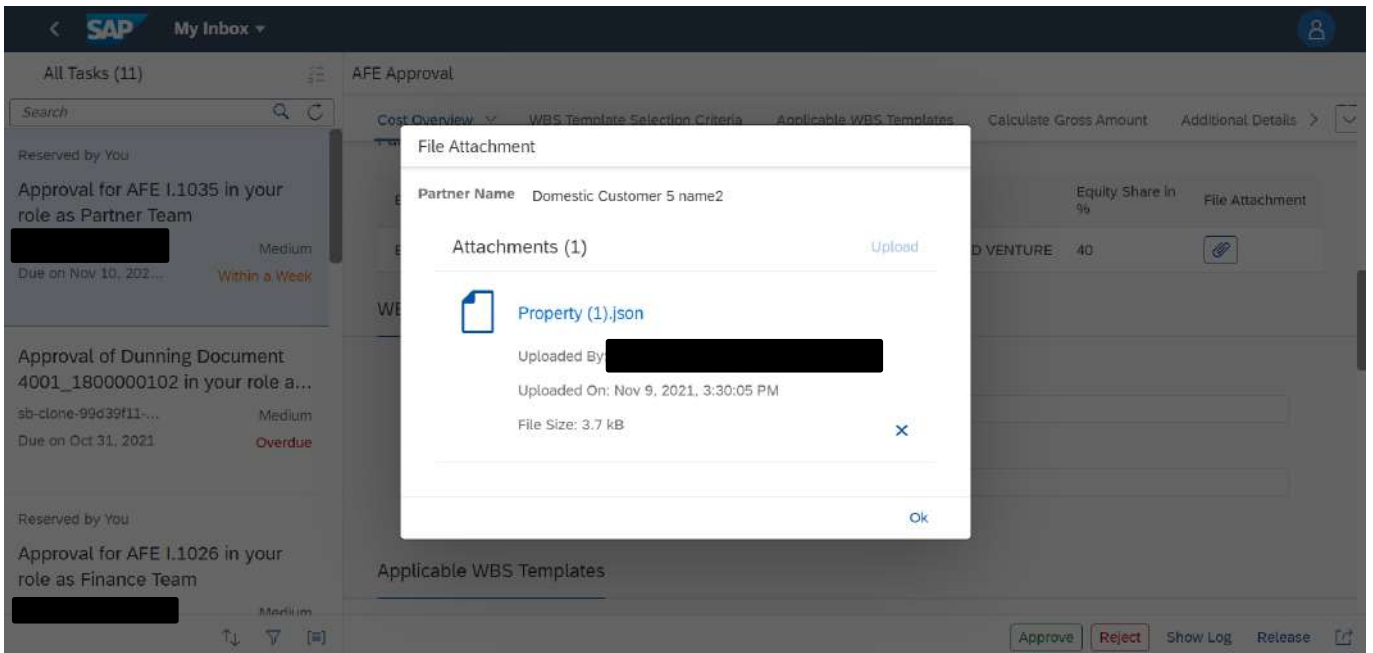 SAP My Inbox
All Tasks (11)
AFE Approval
Search
Cost Overview WBS Template Selection Criteria Applicable WBS Templates Calculate Gross Amount Additional Details
Reserved by You
Approval for AFE I.1035 in your
role as Partner Team
Medium
Due on Nov 10, 202...
Within a Week
Approval of Dunning Document
4001_1800000102 in your role a...
sb-clone-99d39f11-...
Medium
Due on Oct 31, 2021
Overdue
Reserved by You
Approval for AFE I.1026 in your
role as Finance Team
Medium
File Attachment
Partner Name Domestic Customer 5 name2
Attachments (1)
Upload
Property (1).json
Uploaded By:
Uploaded On: Nov 9, 2021, 3:30:05 PM
File Size: 3.7 kB
Ok
Equity Share in
%
File Attachment
D VENTURE 40
Applicable WBS Templates
Approve Reject Show Log Release